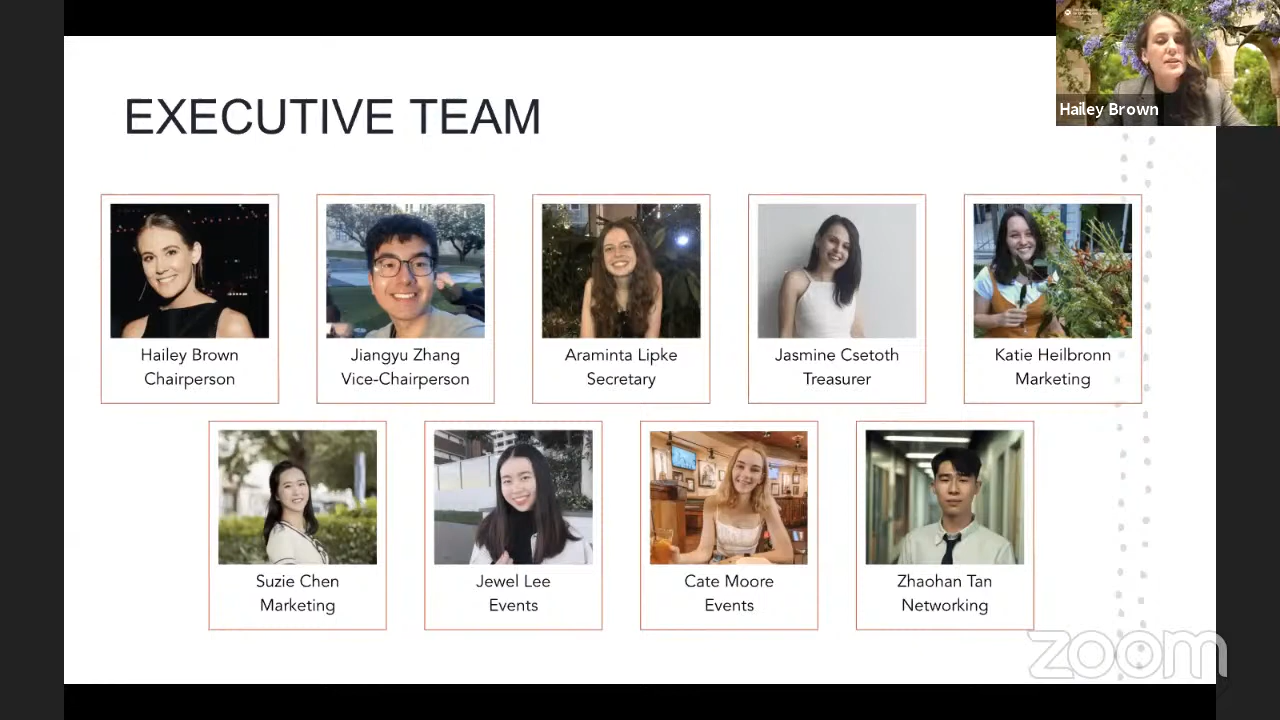 Hailey Brown
EXECUTIVE TEAM
Hailey Brown
Chairperson
Jiangyu Zhang
Vice-Chairperson
Araminta Lipke
Secretary
Jasmine Csetoth
Treasurer
Katie Heilbronn
Marketing
Suzie Chen
Marketing
Jewel Lee
Events
Cate Moore
Events
Zhaohan Tan
Networking
zoom